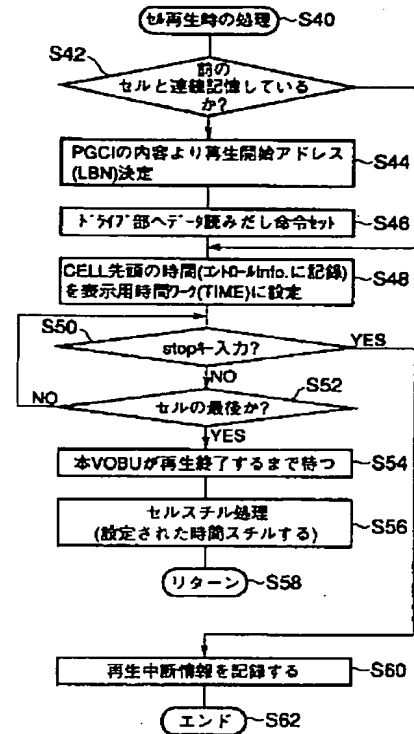 セル再生時の処理 S40
S42
前の
セルと連続記憶している
か?
PGCIの内容より再生開始アドレス
(LBN)決定
S44
ドライブ部へデータ読みだし命令セット
S46
CELL先頭の時間(コントロールInfo.に記録)
を表示用時間ワーク(TIME)に設定
S48
S50
stopキー入力?
YES
NO
S52
NO
セルの最後か?
YES
本VOBUが再生終了するまで待つ
S54
セルスチル処理
(設定された時間スチルする)
S56
リターン S58
再生中断情報を記録する
S60
エンド S62